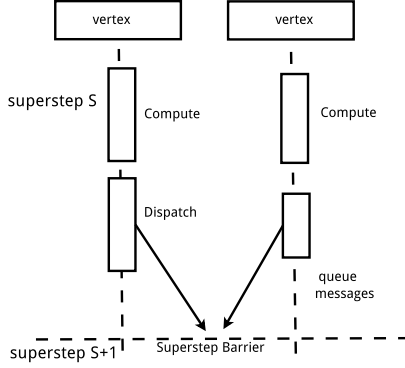 vertex
vertex
superstep S
Compute
Compute
Dispatch
queue
messages
Superstep Barrier
superstep S+1